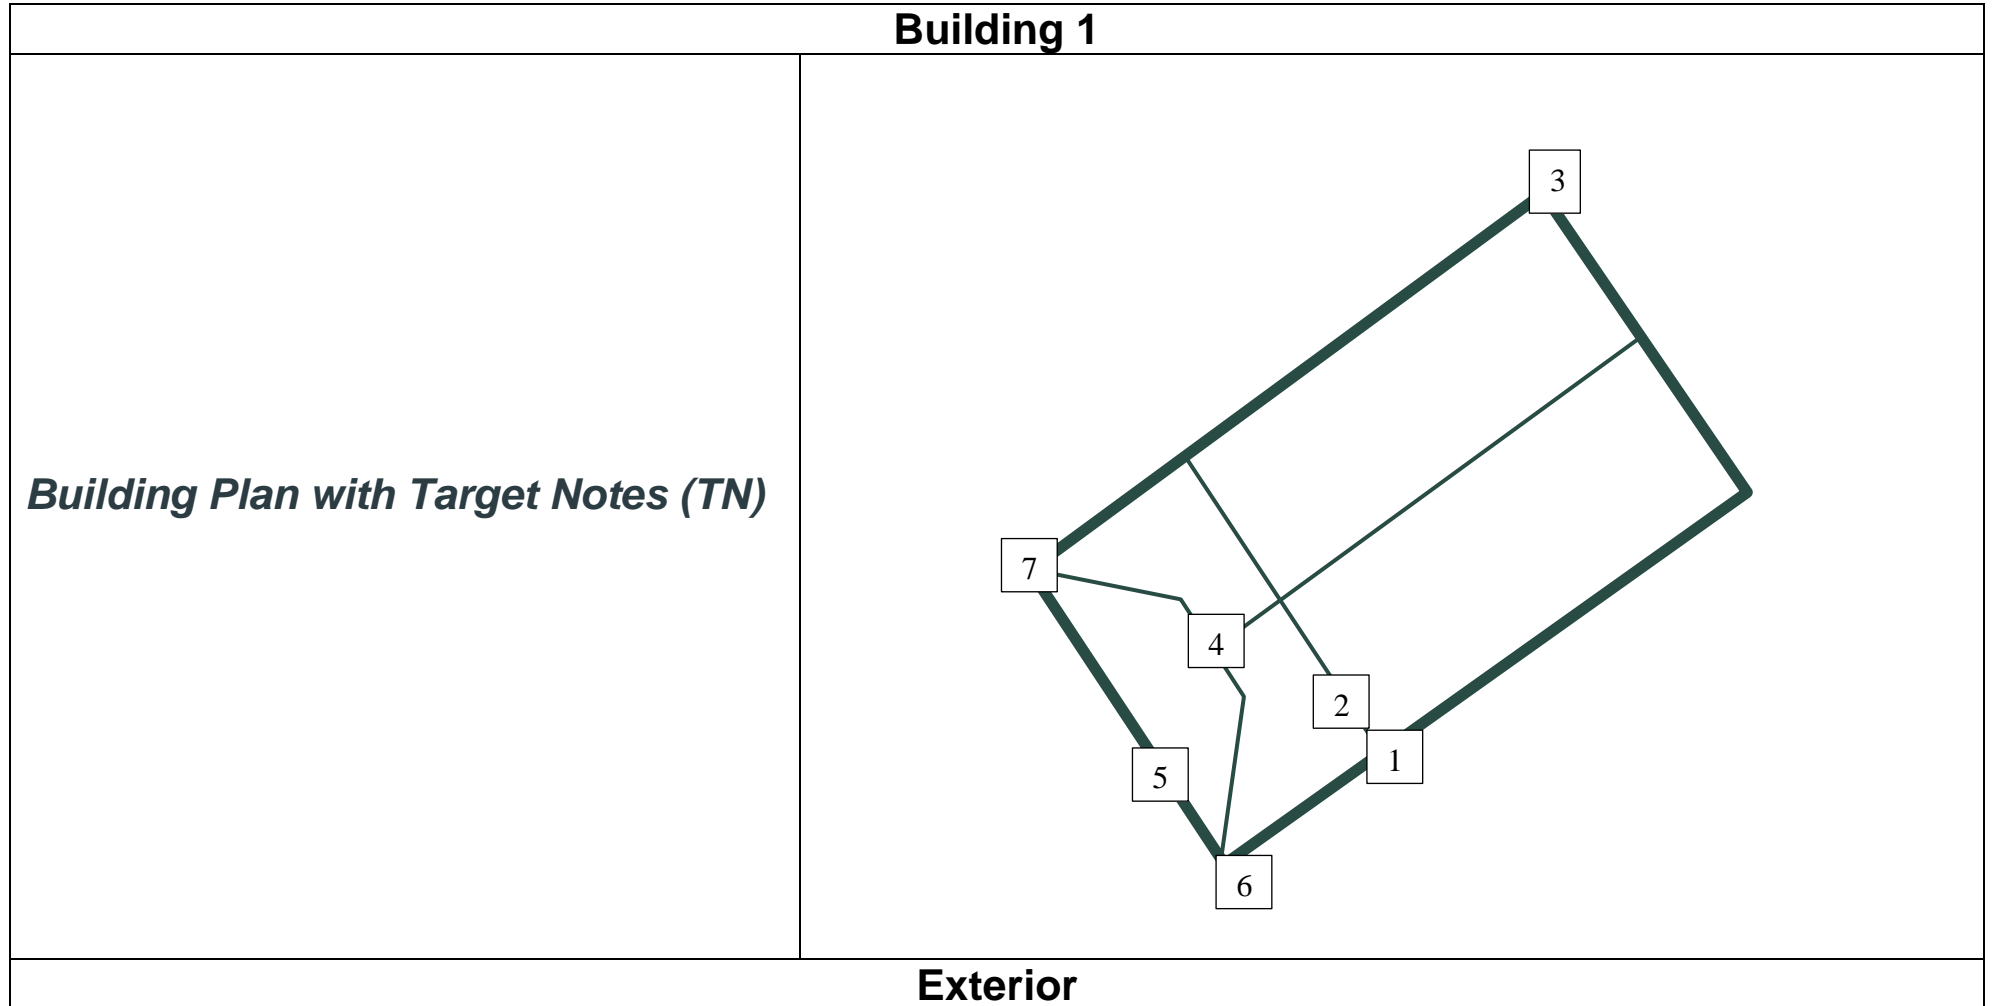 Building 1
Building Plan with Target Notes (TN)
3
7
4
2
1
5
6
Exterior